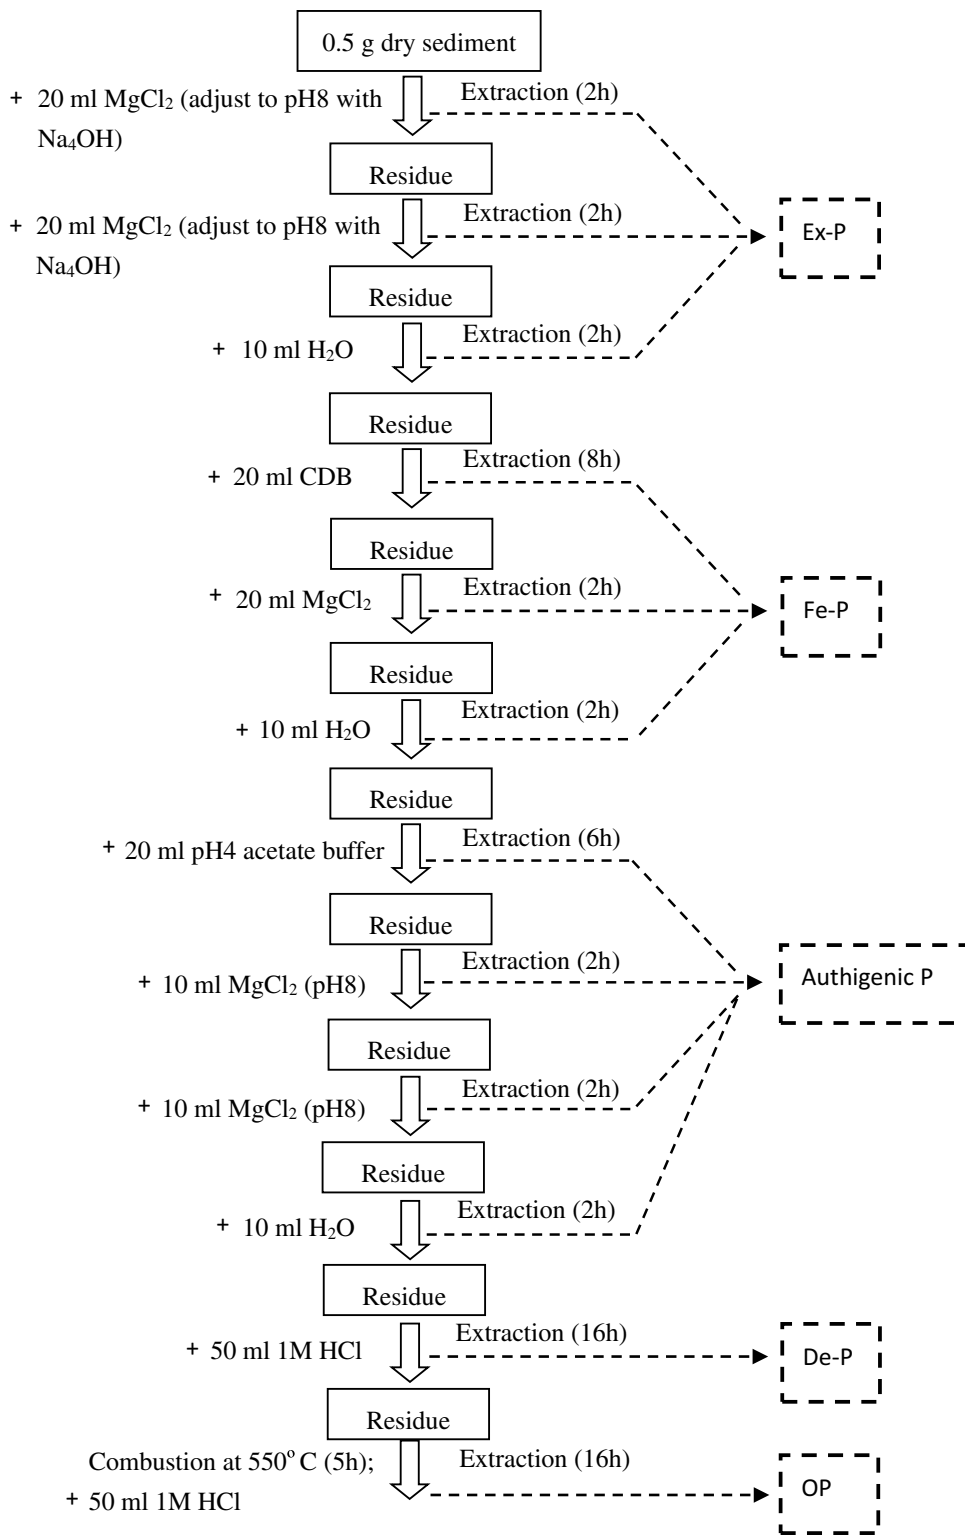 0.5 g dry sediment
+ 20 ml MgCl₂ (adjust to pH8 with
Na₄OH)
Extraction (2h)
Residue
+ 20 ml MgCl₂ (adjust to pH8 with
Na₄OH)
Extraction (2h)
Ex-P
Residue
+ 10 ml H₂O
Extraction (2h)
Residue
+ 20 ml CDB
Extraction (8h)
Residue
+ 20 ml MgCl₂
Extraction (2h)
Fe-P
Residue
+ 10 ml H₂O
Extraction (2h)
Residue
+ 20 ml pH4 acetate buffer
Extraction (6h)
Residue
+ 10 ml MgCl₂ (pH8)
Extraction (2h)
Authigenic P
Residue
+ 10 ml MgCl₂ (pH8)
Extraction (2h)
Residue
+ 10 ml H₂O
Extraction (2h)
Residue
+ 50 ml 1M HCl
Extraction (16h)
De-P
Residue
Combustion at 550° C (5h);
+ 50 ml 1M HCl
Extraction (16h)
OP